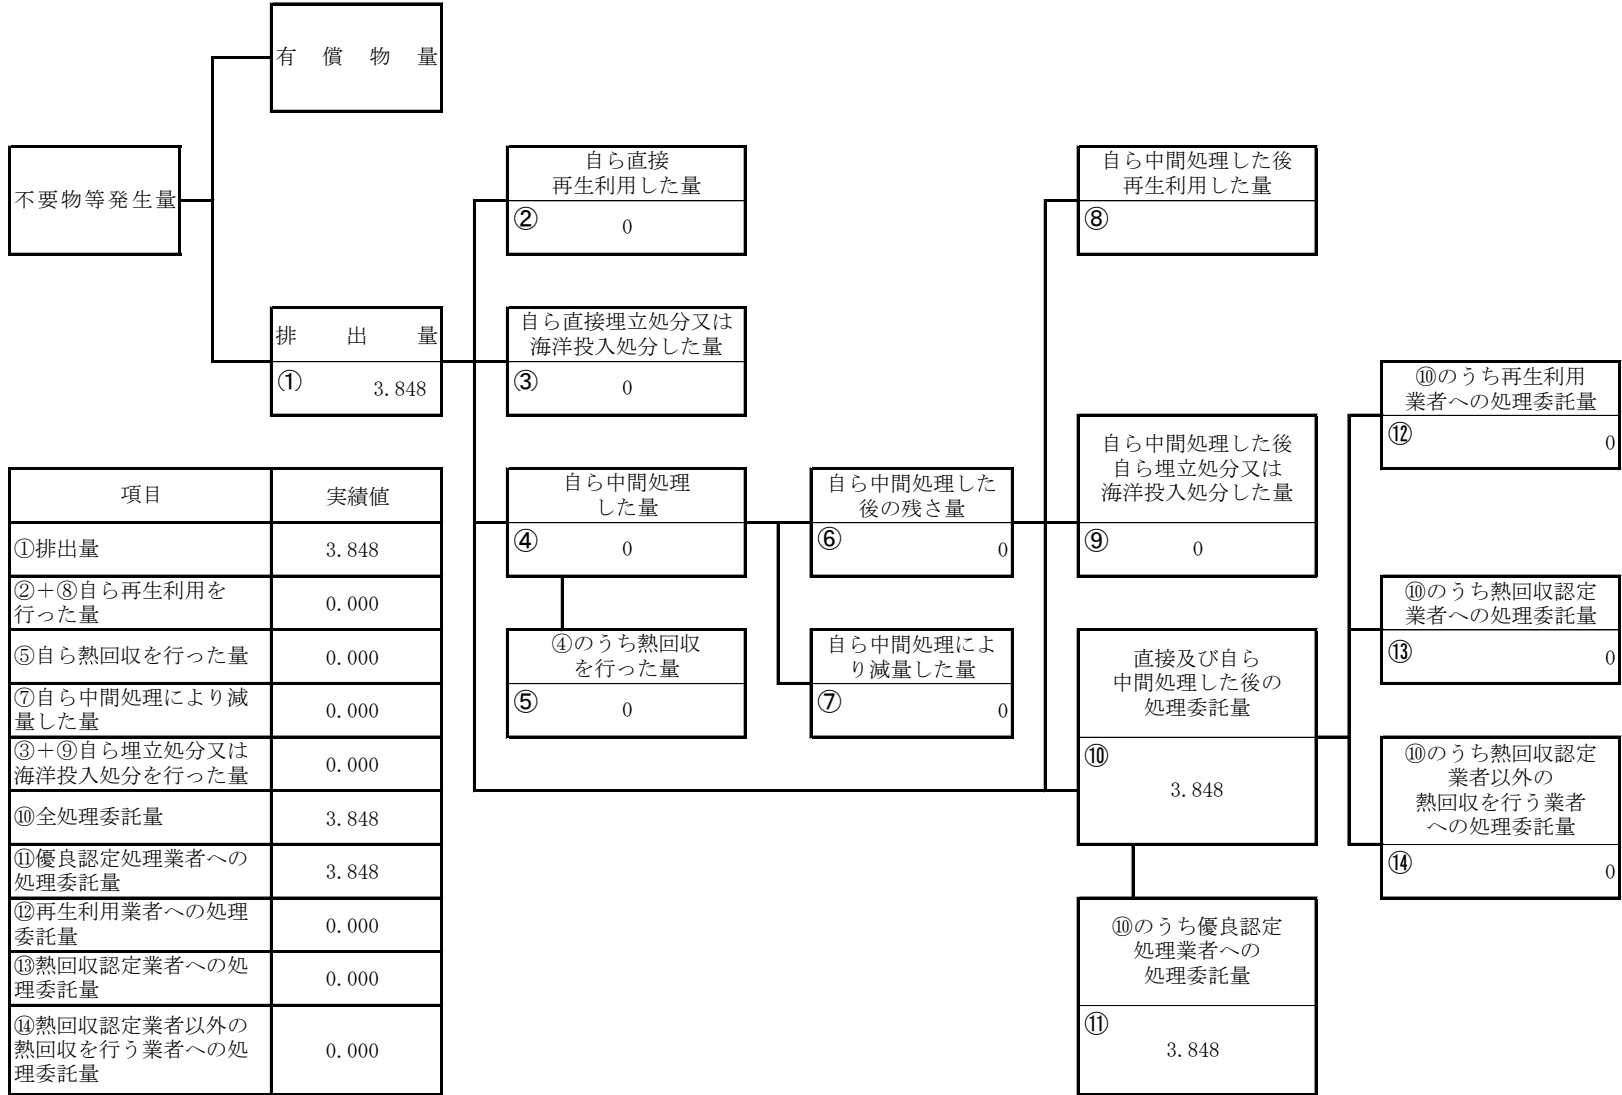 有償物量
不要物等発生量
排出量
① 3.848
自ら直接
再生利用した量
② 0
自ら直接埋立処分又は
海洋投入処分した量
③ 0
自ら中間処理
した量
④ 0
④のうち熱回収
を行った量
⑤ 0
自ら中間処理した
後の残さ量
⑥ 0
自ら中間処理によ
り減量した量
⑦ 0
自ら中間処理した後
再生利用した量
⑧
自ら中間処理した後
自ら埋立処分又は
海洋投入処分した量
⑨ 0
直接及び自ら
中間処理した後の
処理委託量
⑩
3.848
⑩のうち優良認定
処理業者への
処理委託量
⑪
3.848
⑩のうち再生利用
業者への処理委託量
⑫ 0
⑩のうち熱回収認定
業者への処理委託量
⑬ 0
⑩のうち熱回収認定
業者以外の
熱回収を行う業者
への処理委託量
⑭ 0
項目 実績値
①排出量 3.848
②＋⑧自ら再生利用を
行った量 0.000
⑤自ら熱回収を行った量 0.000
⑦自ら中間処理により減
量した量 0.000
③＋⑨自ら埋立処分又は
海洋投入処分を行った量 0.000
⑩全処理委託量 3.848
⑪優良認定処理業者への
処理委託量 3.848
⑫再生利用業者への処理
委託量 0.000
⑬熱回収認定業者への処
理委託量 0.000
⑭熱回収認定業者以外の
熱回収を行う業者への処
理委託量 0.000